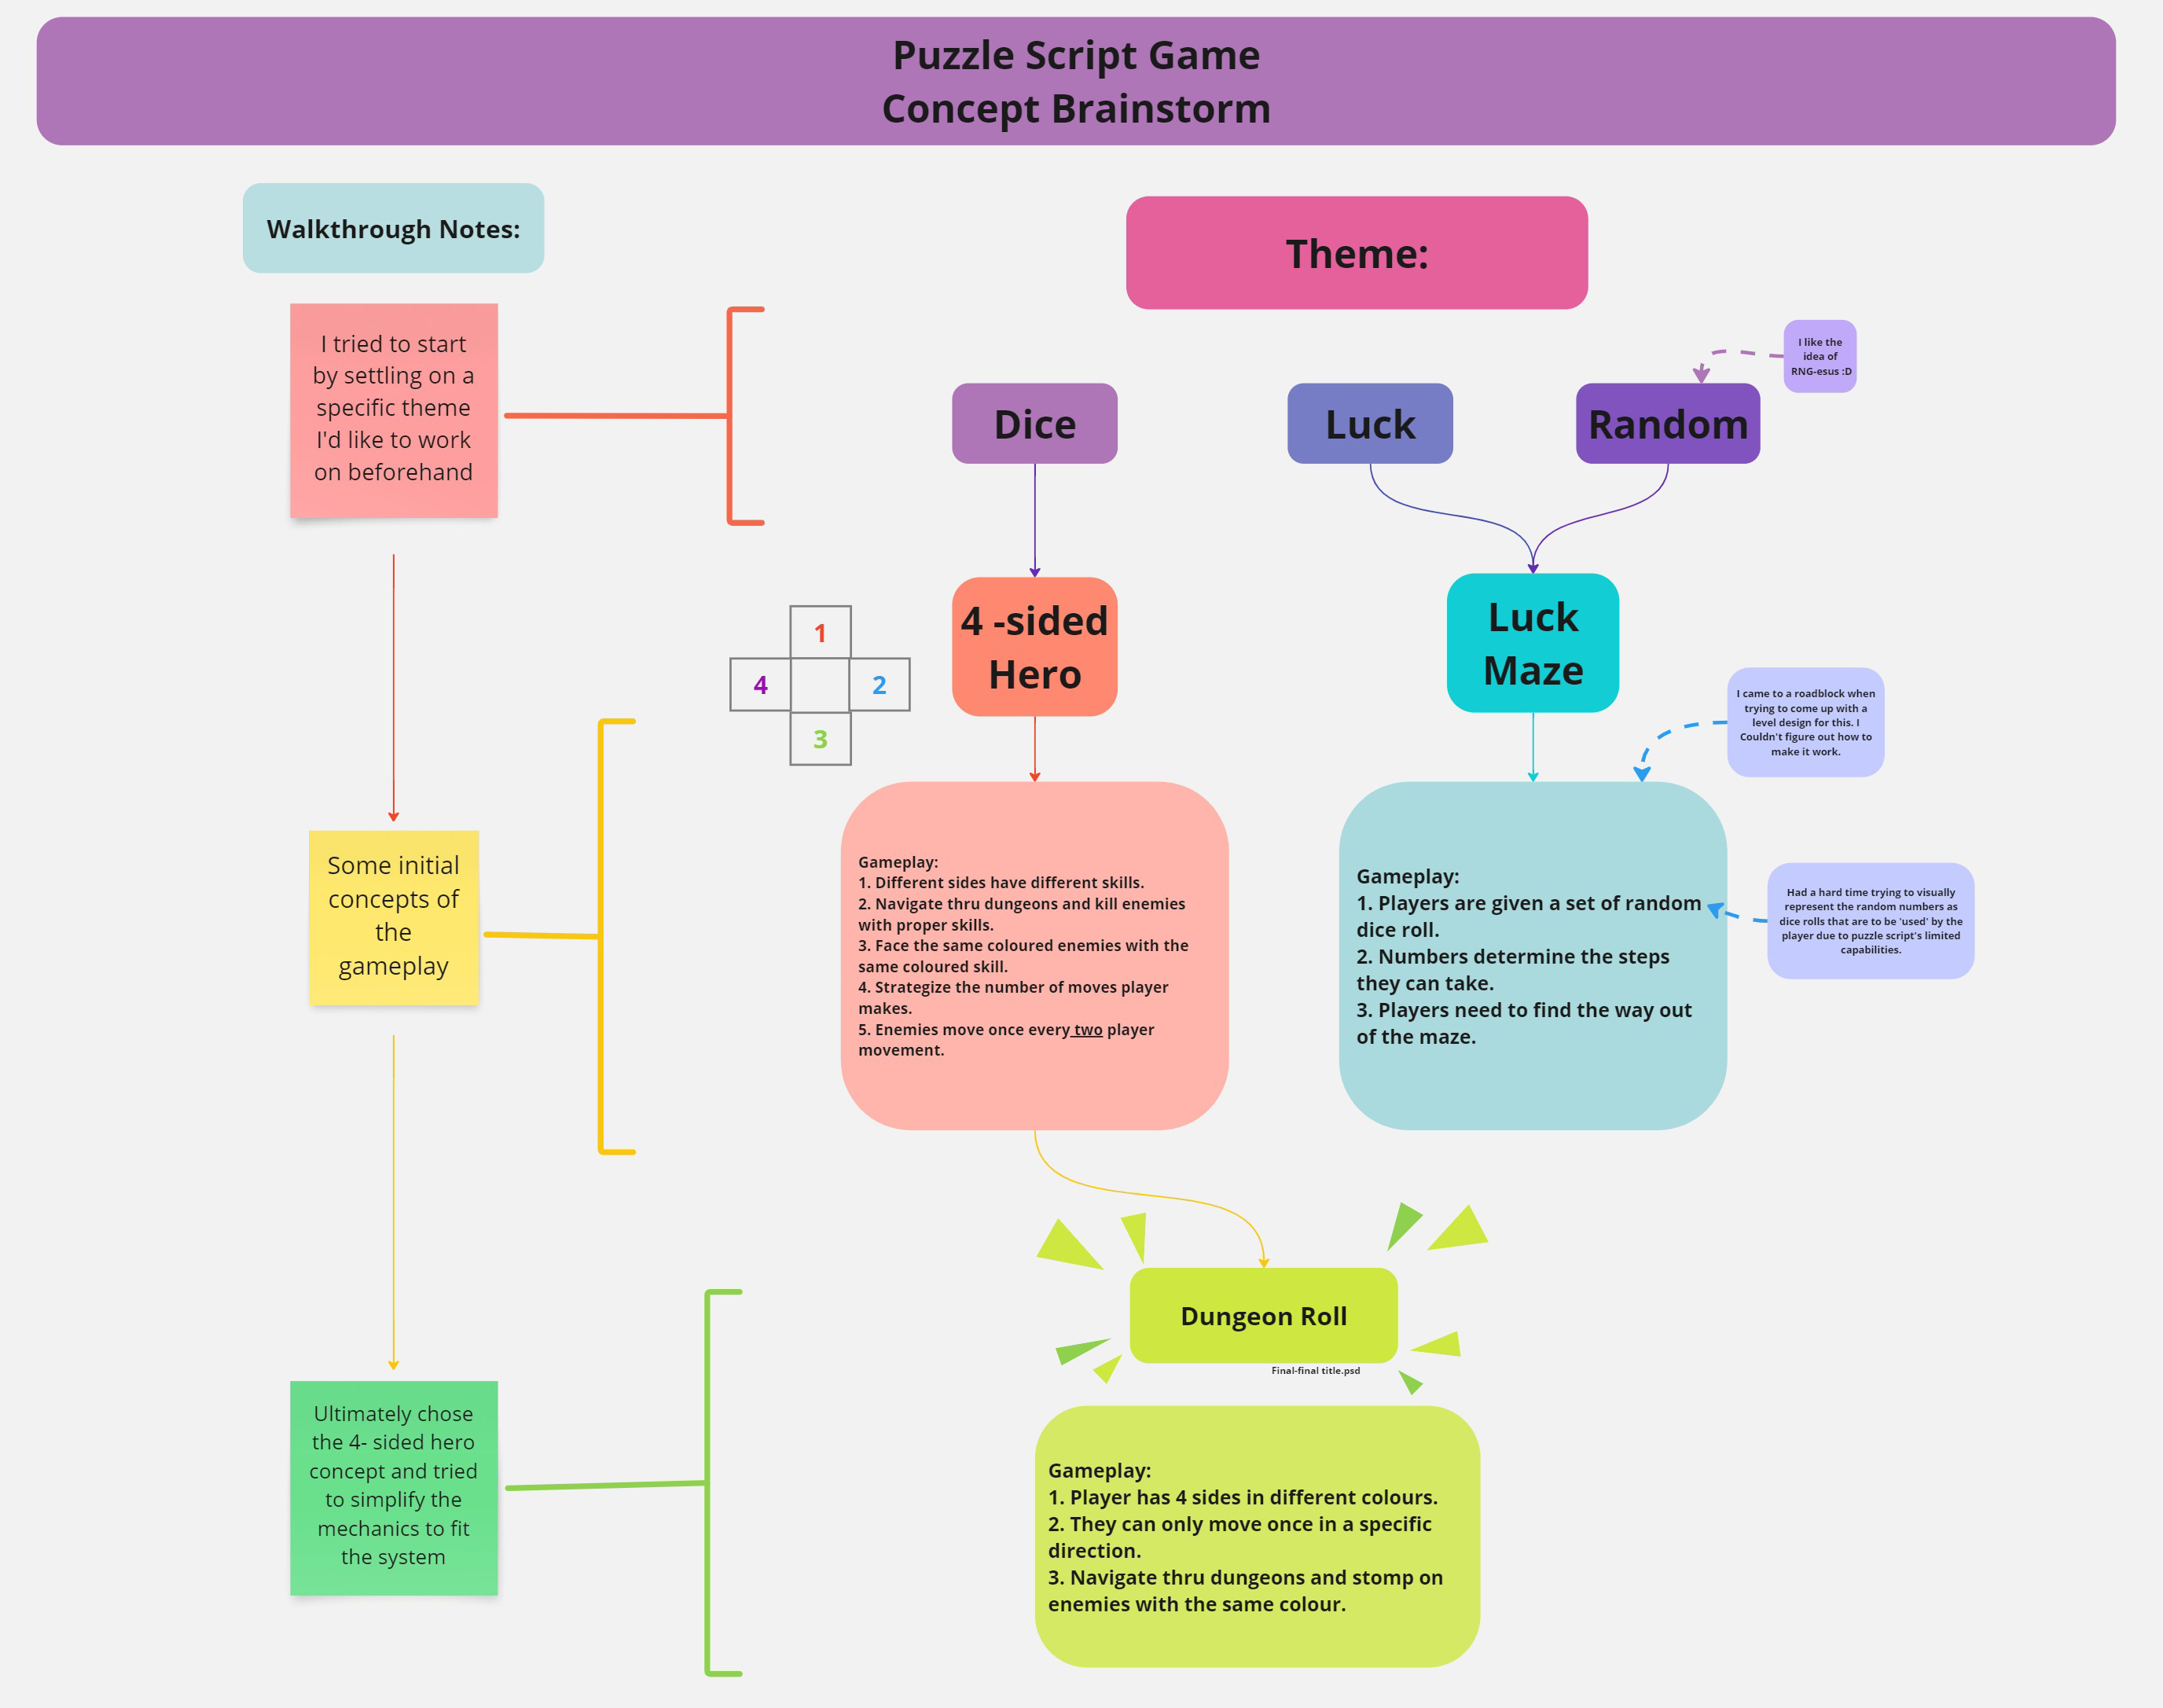 Puzzle Script Game
Concept Brainstorm
Walkthrough Notes:
I tried to start
by settling on a
specific theme
I'd like to work
on beforehand
Some initial
concepts of
the
gameplay
Ultimately chose
the 4- sided hero
concept and tried
to simplify the
mechanics to fit
the system
Theme:
I like the
idea of
RNG-esus :D
Dice
Luck
Random
1
4
2
3
4 -sided
Hero
Luck
Maze
I came to a roadblock when
trying to come up with a
level design for this. I
Couldn't figure out how to
make it work.
Gameplay:
1. Different sides have different skills.
2. Navigate thru dungeons and kill enemies
with proper skills.
3. Face the same coloured enemies with the
same coloured skill.
4. Strategize the number of moves player
makes.
5. Enemies move once every two player
movement.
Gameplay:
1. Players are given a set of random
dice roll.
2. Numbers determine the steps
they can take.
3. Players need to find the way out
of the maze.
Had a hard time trying to visually
represent the random numbers as
dice rolls that are to be 'used' by the
player due to puzzle script's limited
capabilities.
Dungeon Roll
Final-final title.psd
Gameplay:
1. Player has 4 sides in different colours.
2. They can only move once in a specific
direction.
3. Navigate thru dungeons and stomp on
enemies with the same colour.